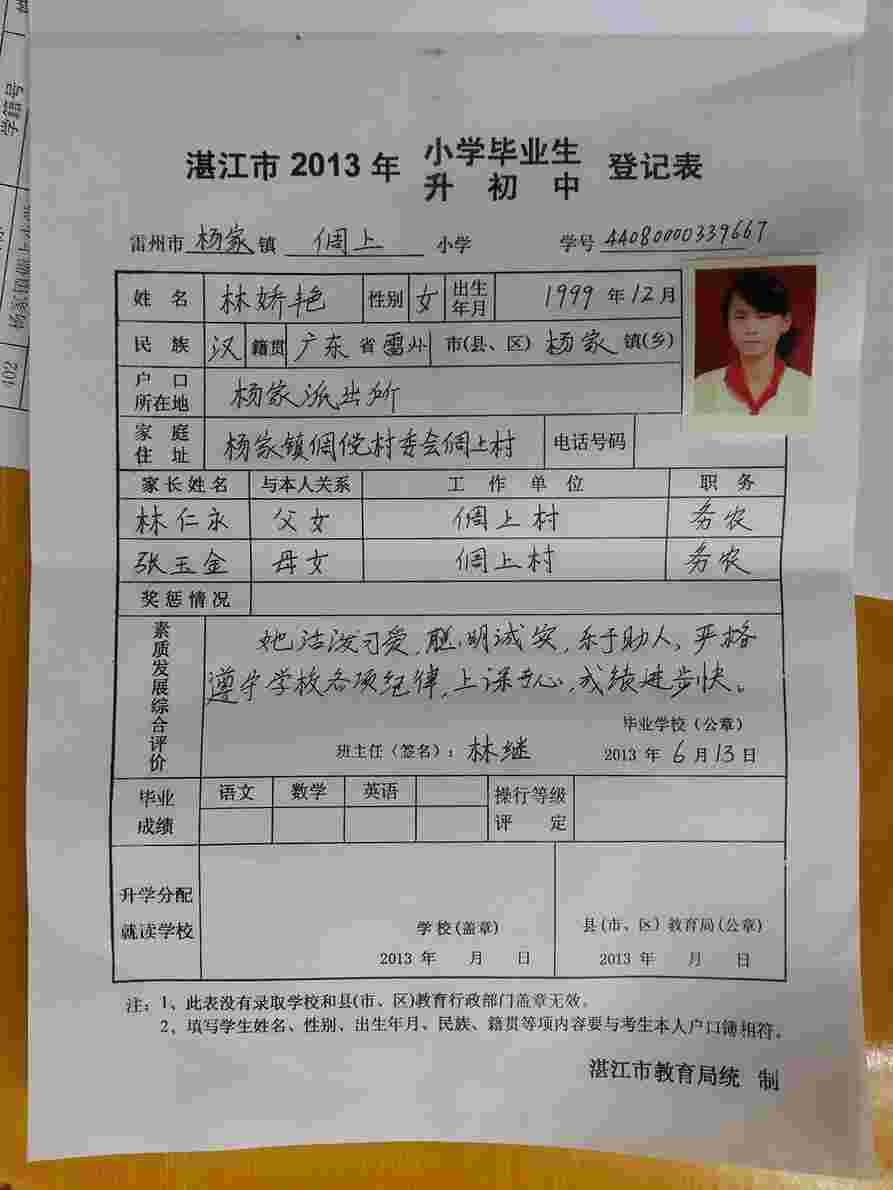 学籍号
402
湛江市 2013 年 小学毕业生 登记表
升初中
雷州市杨家镇 倜上 小学 学号 44080000339667
姓名 林娇艳 性别 女 出生年月 1999 年 12 月
民族 汉 籍贯 广东 省 雷州 市(县、区) 杨家 镇(乡)
户口所在地 杨家派出所
家庭住址 杨家镇倜傥村委会倜上村 电话号码
家长姓名 与本人关系 工作单位 职务
林仁永 父女 倜上村 务农
张玉金 母女 倜上村 务农
奖惩情况
素质发展综合评价
她活泼可爱,聪明诚实,乐于助人。严格
遵守学校各项纪律,上课专心,成绩进步快。
毕业学校(公章)
班主任(签名): 林继 2013 年 6 月 13 日
毕业成绩 语文 数学 英语 操行等级评定
升学分配
就读学校
学校(盖章) 县(市、区)教育局(公章)
2013 年 月 日 2013 年 月 日
注:1、此表没有录取学校和县(市、区)教育行政部门盖章无效。
2、填写学生姓名、性别、出生年月、民族、籍贯等项内容要与考生本人户口簿相符。
湛江市教育局统 制